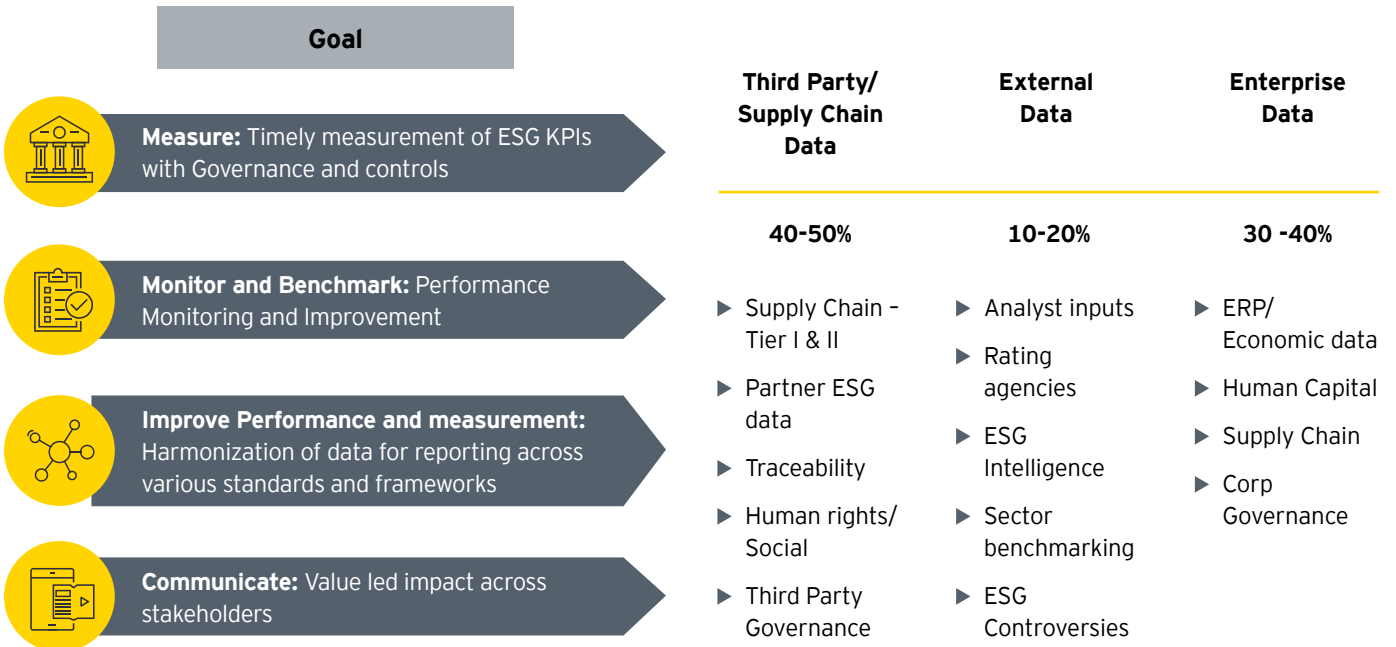 Goal
Measure: Timely measurement of ESG KPIs
with Governance and controls
Monitor and Benchmark: Performance
Monitoring and Improvement
Improve Performance and measurement:
Harmonization of data for reporting across
various standards and frameworks
Communicate: Value led impact across
stakeholders
Third Party/
Supply Chain
Data
40-50%
▶ Supply Chain –
Tier I & II
▶ Partner ESG
data
▶ Traceability
▶ Human rights/
Social
▶ Third Party
Governance
External
Data
10-20%
▶ Analyst inputs
▶ Rating
agencies
▶ ESG
Intelligence
▶ Sector
benchmarking
▶ ESG
Controversies
Enterprise
Data
30 -40%
▶ ERP/
Economic data
▶ Human Capital
▶ Supply Chain
▶ Corp
Governance